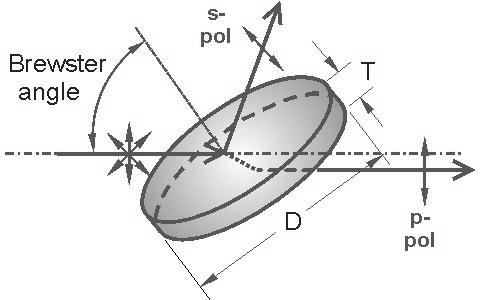 s-
pol
Brewster
angle
T
D
p-
pol